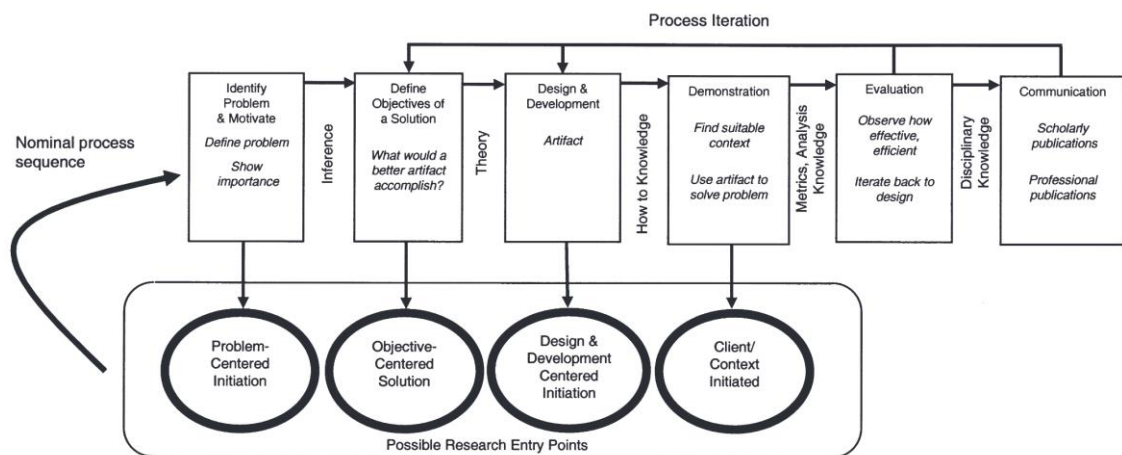 Process Iteration
Nominal process
sequence
Identify
Problem
& Motivate
Define problem
Show
importance
Inference
Define
Objectives of
a Solution
What would a
better artifact
accomplish?
Theory
Design &
Development
Artifact
How to Knowledge
Demonstration
Find suitable
context
Use artifact to
solve problem
Metrics, Analysis
Knowledge
Evaluation
Observe how
effective,
efficient
Iterate back to
design
Disciplinary
Knowledge
Communication
Scholarly
publications
Professional
publications
Problem-
Centered
Initiation
Objective-
Centered
Solution
Design &
Development
Centered
Initiation
Client/
Context
Initiated
Possible Research Entry Points